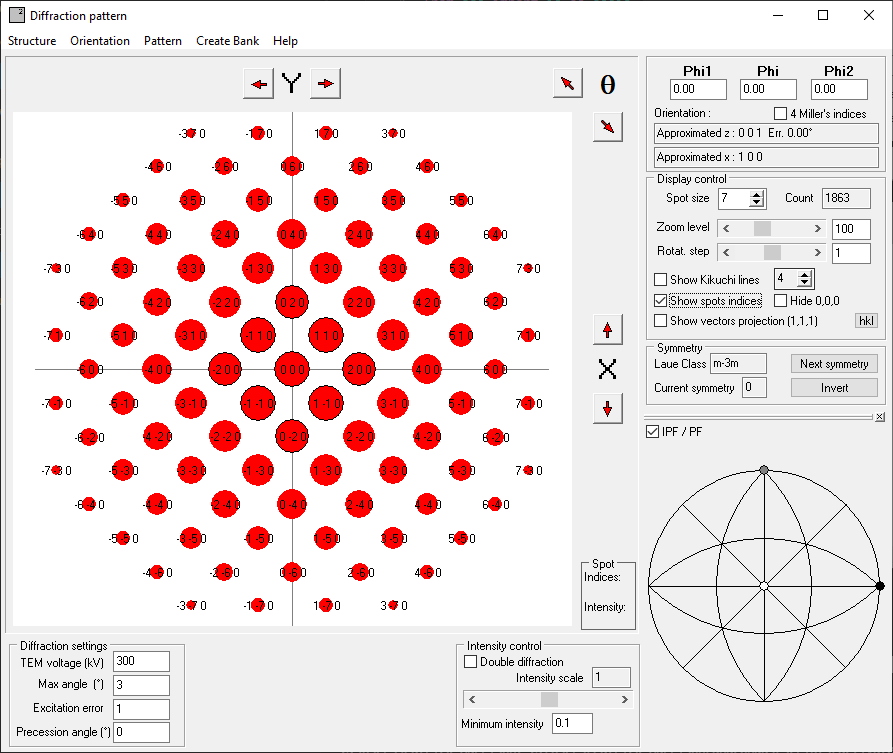 Diffraction pattern
Structure Orientation Pattern Create Bank Help
Y θ
-3 7 0 -1 7 0 1 7 0 3 7 0
-4 6 0 -2 6 0 0 6 0 2 6 0 4 6 0
-5 5 0 -3 5 0 -1 5 0 1 5 0 3 5 0 5 5 0
-6 4 0 -4 4 0 -2 4 0 0 4 0 2 4 0 4 4 0 6 4 0
-7 3 0 -5 3 0 -3 3 0 -1 3 0 1 3 0 3 3 0 5 3 0 7 3 0
-6 2 0 -4 2 0 -2 2 0 0 2 0 2 2 0 4 2 0 6 2 0
-7 1 0 -5 1 0 -3 1 0 -1 1 0 1 1 0 3 1 0 5 1 0 7 1 0
-6 0 0 -4 0 0 -2 0 0 0 0 0 2 0 0 4 0 0 6 0 0
-7 -1 0 -5 -1 0 -3 -1 0 -1 -1 0 1 -1 0 3 -1 0 5 -1 0 7 -1 0
-6 -2 0 -4 -2 0 -2 -2 0 0 -2 0 2 -2 0 4 -2 0 6 -2 0
-7 -3 0 -5 -3 0 -3 -3 0 -1 -3 0 1 -3 0 3 -3 0 5 -3 0 7 -3 0
-6 -4 0 -4 -4 0 -2 -4 0 0 -4 0 2 -4 0 4 -4 0 6 -4 0
-5 -5 0 -3 -5 0 -1 -5 0 1 -5 0 3 -5 0 5 -5 0
-4 -6 0 -2 -6 0 0 -6 0 2 -6 0 4 -6 0
-3 -7 0 -1 -7 0 1 -7 0 3 -7 0
X
Spot
Indices:
Intensity:
Phi1 Phi Phi2
0.00 0.00 0.00
Orientation : 4 Miller's indices
Approximated z : 0 0 1 Err. 0.00°
Approximated x : 1 0 0
Display control
Spot size 7 Count 1863
Zoom level 100
Rotat. step 1
Show Kikuchi lines 4
Show spots indices Hide 0,0,0
Show vectors projection (1,1,1) hkl
Symmetry
Laue Class m-3m Next symmetry
Current symmetry 0 Invert
IPF / PF
Diffraction settings
TEM voltage (kV) 300
Max angle (°) 3
Excitation error 1
Precession angle (°) 0
Intensity control
Double diffraction
Intensity scale 1
Minimum intensity 0.1